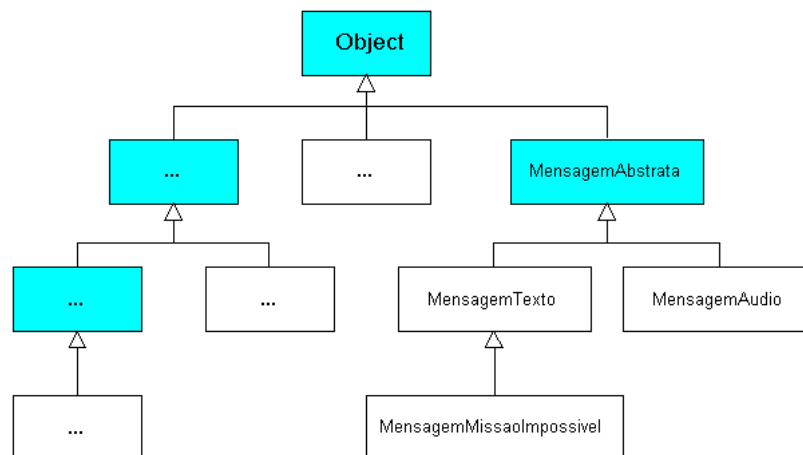 Object
...
...
MensagemAbstrata
...
...
MensagemTexto
MensagemAudio
...
MensagemMissaoImpossivel